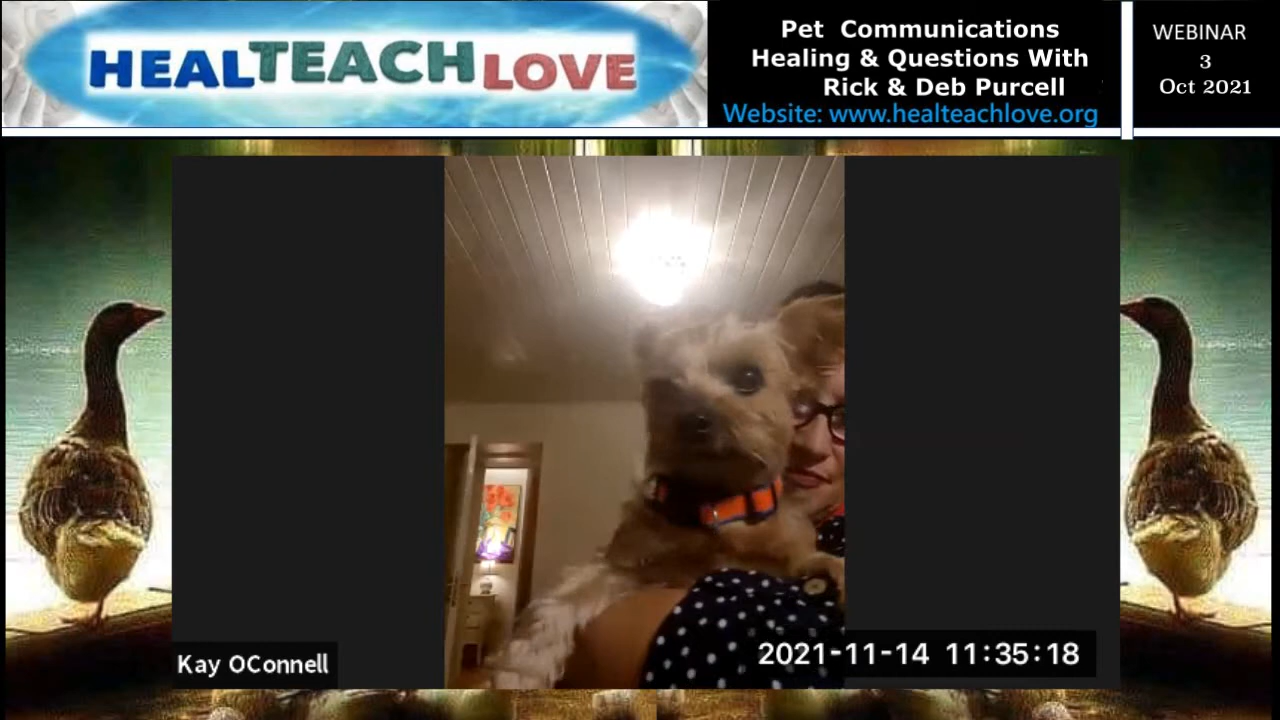 HEALTEACHLOVE
Pet Communications
Healing & Questions With
Rick & Deb Purcell
Website: www.healteachlove.org
WEBINAR
3
Oct 2021
Kay OConnell
2021-11-14 11:35:18